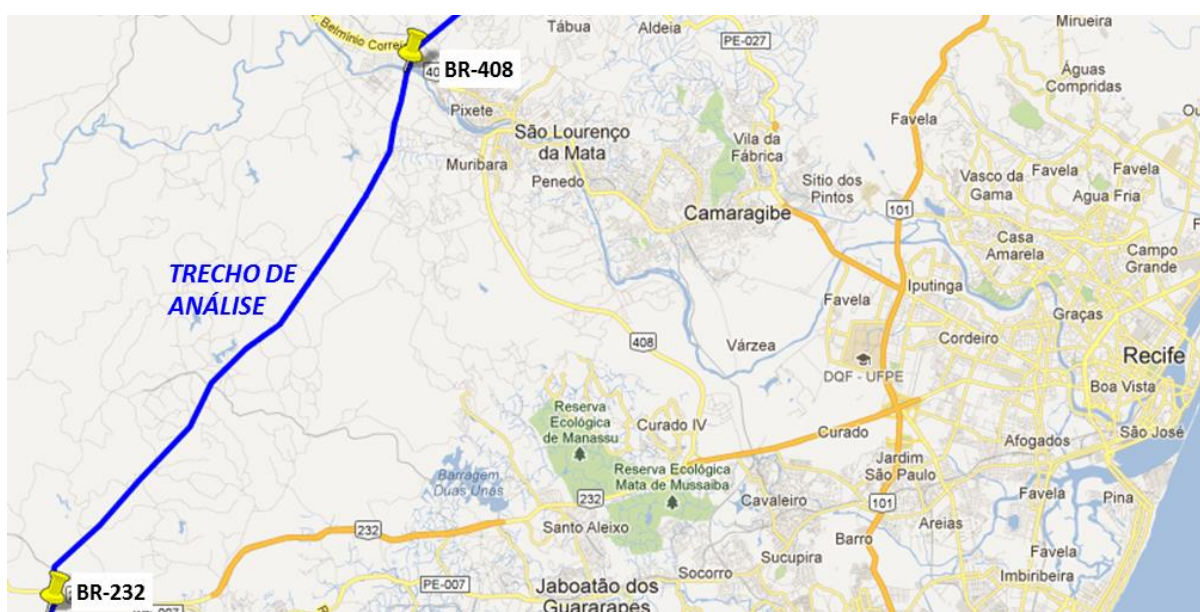 Tábua
Aldeia
Mirueira
PE-027
Belmínio Correi
BR-408
Águas
Compridas
Pixete
Favela
São Lourenço
da Mata
Vila da
Fábrica
Muribara
Penedo
Vasco da
Gama
Favela
Favela
Sítio dos
Pintos
Agua Fria
Camaragibe
101
Casa
Amarela
Campo
Grande
TRECHO DE
ANÁLISE
Favela
Iputinga
Graças
408
Várzea
Cordeiro
Recife
DQF - UFPE
Boa Vista
Reserva
Ecológica
de Manassu
Curado IV
Curado
São José
Afogados
Jardim
São Paulo
Barragem
Duas Unas
Reserva Ecológica
Mata de Mussaiba
232
Cavaleiro
101
Favela
Pina
232
Santo Aleixo
Areias
Barro
Sucupira
Favela
BR-232
PE-007
Socorro
Imbiribeira
Jaboatão dos
Guararapes